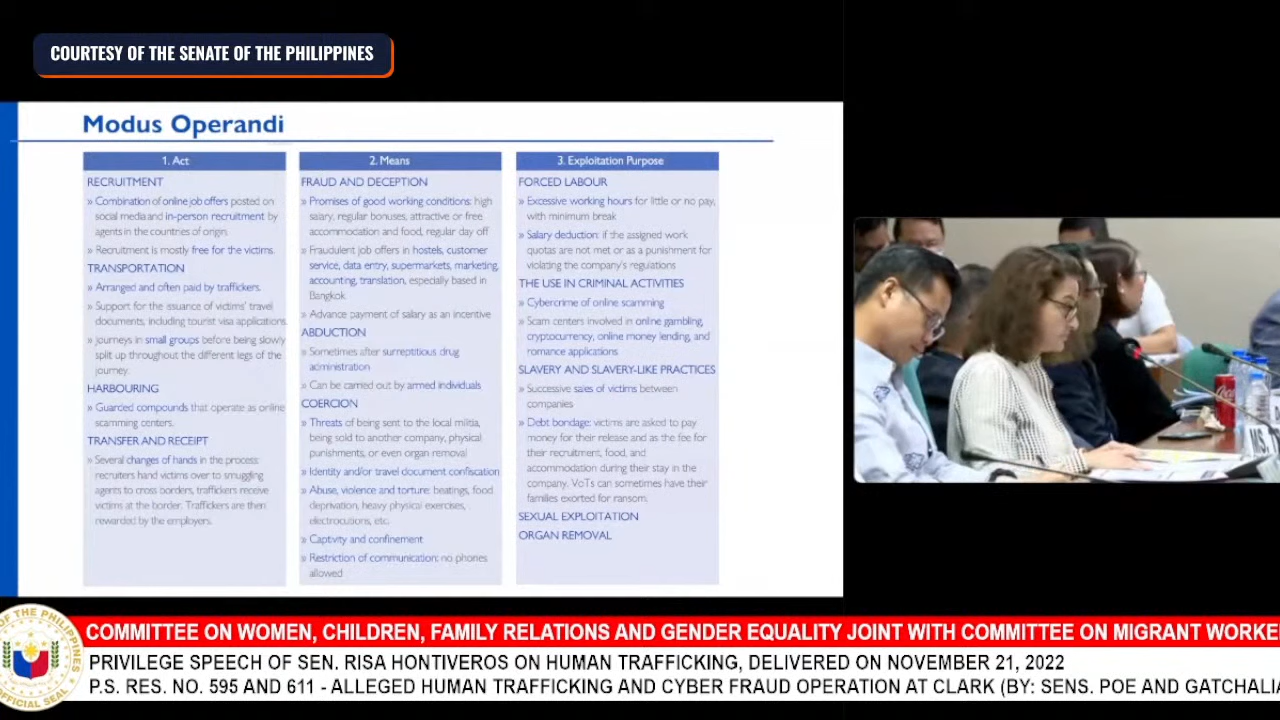 COURTESY OF THE SENATE OF THE PHILIPPINES
Modus Operandi
1. Act
RECRUITMENT
» Combination of online job offers posted on
social media and in-person recruitment by
agents in the countries of origin.
» Recruitment is mostly free for the victims.
TRANSPORTATION
» Arranged and often paid by traffickers.
» Support for the issuance of victims' travel
documents, including tourist visa applications.
» journeys in small groups before being slowly
split up throughout the different legs of the
journey.
HARBOURING
» Guarded compounds that operate as online
scamming centers.
TRANSFER AND RECEIPT
» Several changes of hands in the process:
recruiters hand victims over to smuggling
agents to cross borders, traffickers receive
victims at the border. Traffickers are then
rewarded by the employers.
2. Means
FRAUD AND DECEPTION
» Promises of good working conditions: high
salary, regular bonuses, attractive or free
accommodation and food, regular day off
» Fraudulent job offers in hostels, customer
service, data entry, supermarkets, marketing,
accounting, translation, especially based in
Bangkok.
» Advance payment of salary as an incentive
ABDUCTION
» Sometimes after surreptitious drug
administration
» Can be carried out by armed individuals
COERCION
» Threats of being sent to the local militia,
being sold to another company, physical
punishments, or even organ removal
» Identity and/or travel document confiscation
» Abuse, violence and torture: beatings, food
deprivation, heavy physical exercises,
electrocutions, etc.
» Captivity and confinement
» Restriction of communication: no phones
allowed
3. Exploitation Purpose
FORCED LABOUR
» Excessive working hours for little or no pay,
with minimum break
» Salary deduction: if the assigned work
quotas are not met or as a punishment for
violating the company's regulations
THE USE IN CRIMINAL ACTIVITIES
» Cybercrime of online scamming
» Scam centers involved in online gambling,
cryptocurrency, online money lending, and
romance applications
SLAVERY AND SLAVERY-LIKE PRACTICES
» Successive sales of victims between
companies
» Debt bondage: victims are asked to pay
money for their release and as the fee for
their recruitment, food, and
accommodation during their stay in the
company. VoTs can sometimes have their
families exhorted for ransom.
SEXUAL EXPLOITATION
ORGAN REMOVAL
COMMITTEE ON WOMEN, CHILDREN, FAMILY RELATIONS AND GENDER EQUALITY JOINT WITH COMMITTEE ON MIGRANT WORKE
PRIVILEGE SPEECH OF SEN. RISA HONTIVEROS ON HUMAN TRAFFICKING, DELIVERED ON NOVEMBER 21, 2022
P.S. RES. NO. 595 AND 611 - ALLEGED HUMAN TRAFFICKING AND CYBER FRAUD OPERATION AT CLARK (BY: SENS. POE AND GATCHALIA